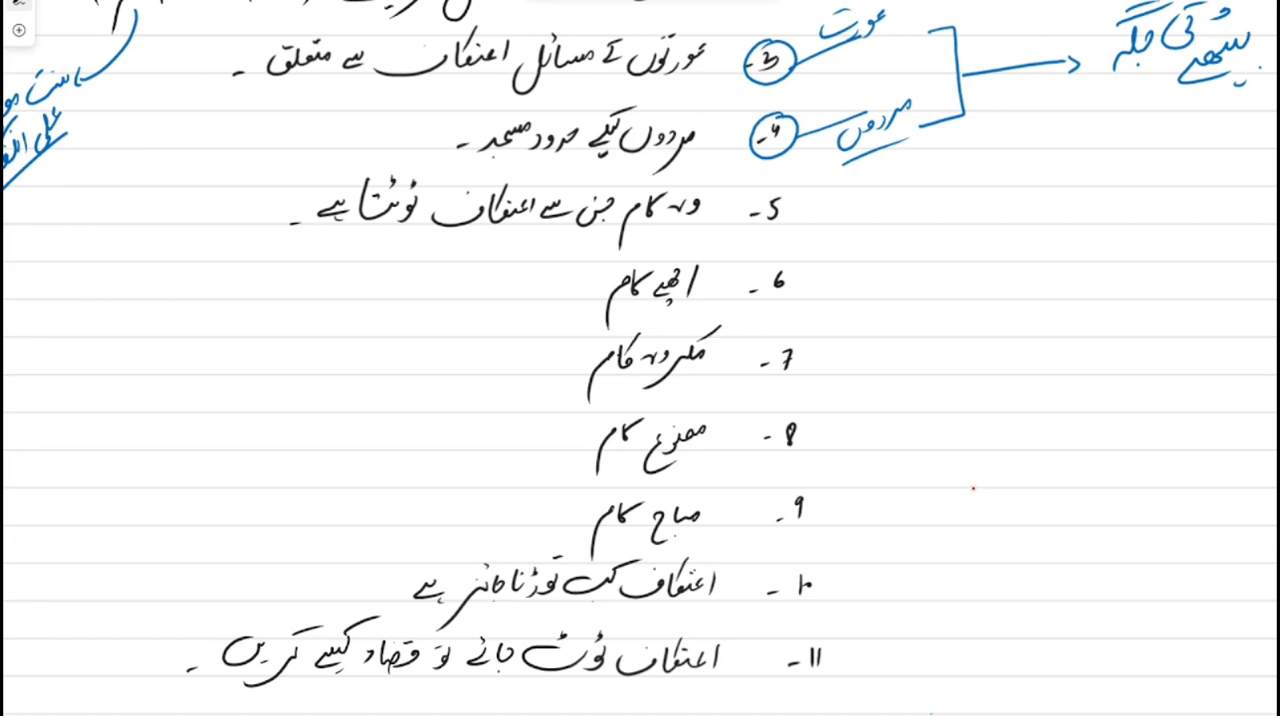 عورتوں کے مسائل اعتکاف سے متعلق ۔ 3- عورت
بیٹھنے کی جگہ
مردوں کیلئے حدود مسجد ۔ 4- مردوں
5- وہ کام جن سے اعتکاف ٹوٹتا ہے ۔
6- اچھے کام
7- مکروہ کام
8- ممنوع کام
9- مباح کام
10- اعتکاف کب توڑنا جائز ہے
11- اعتکاف ٹوٹ جائے تو قضاء کیسے کریں ۔